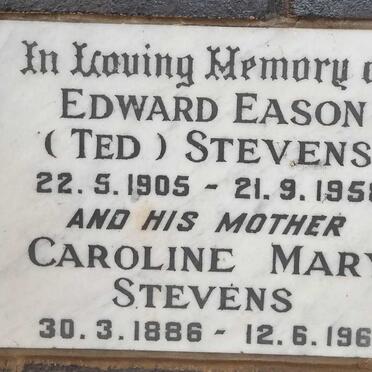 In Loving Memory o
EDWARD EASON
( TED ) STEVENS
22.5.1905 - 21.9.1958
AND HIS MOTHER
CAROLINE MARY
STEVENS
30.3.1886 - 12.6.196